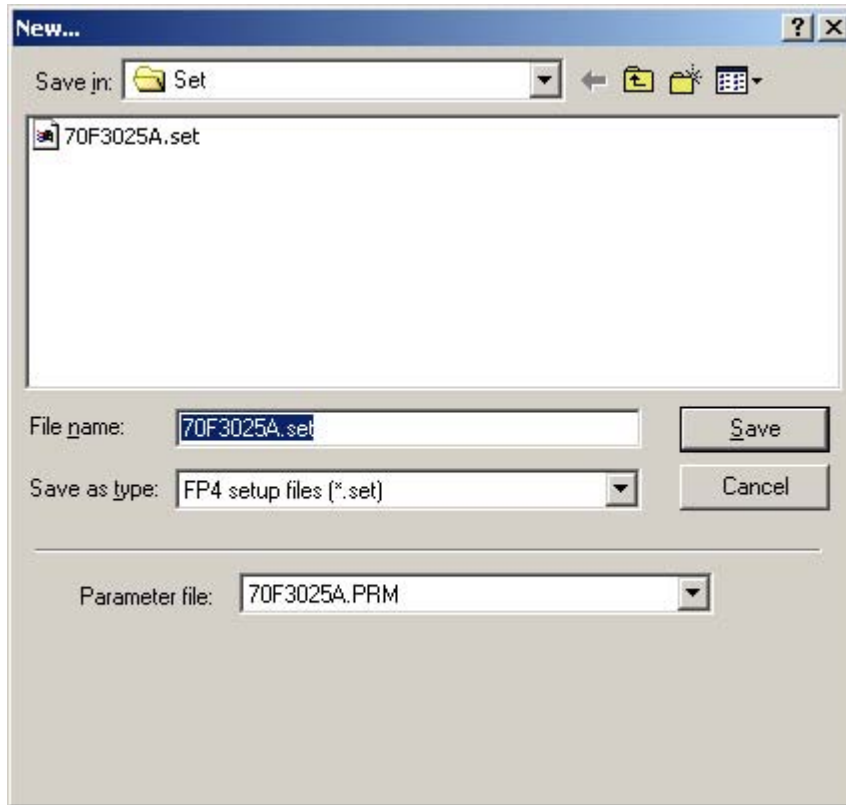 New...
Save in: Set
70F3025A.set
File name: 70F3025A.set Save
Save as type: FP4 setup files (*.set) Cancel
Parameter file: 70F3025A.PRM